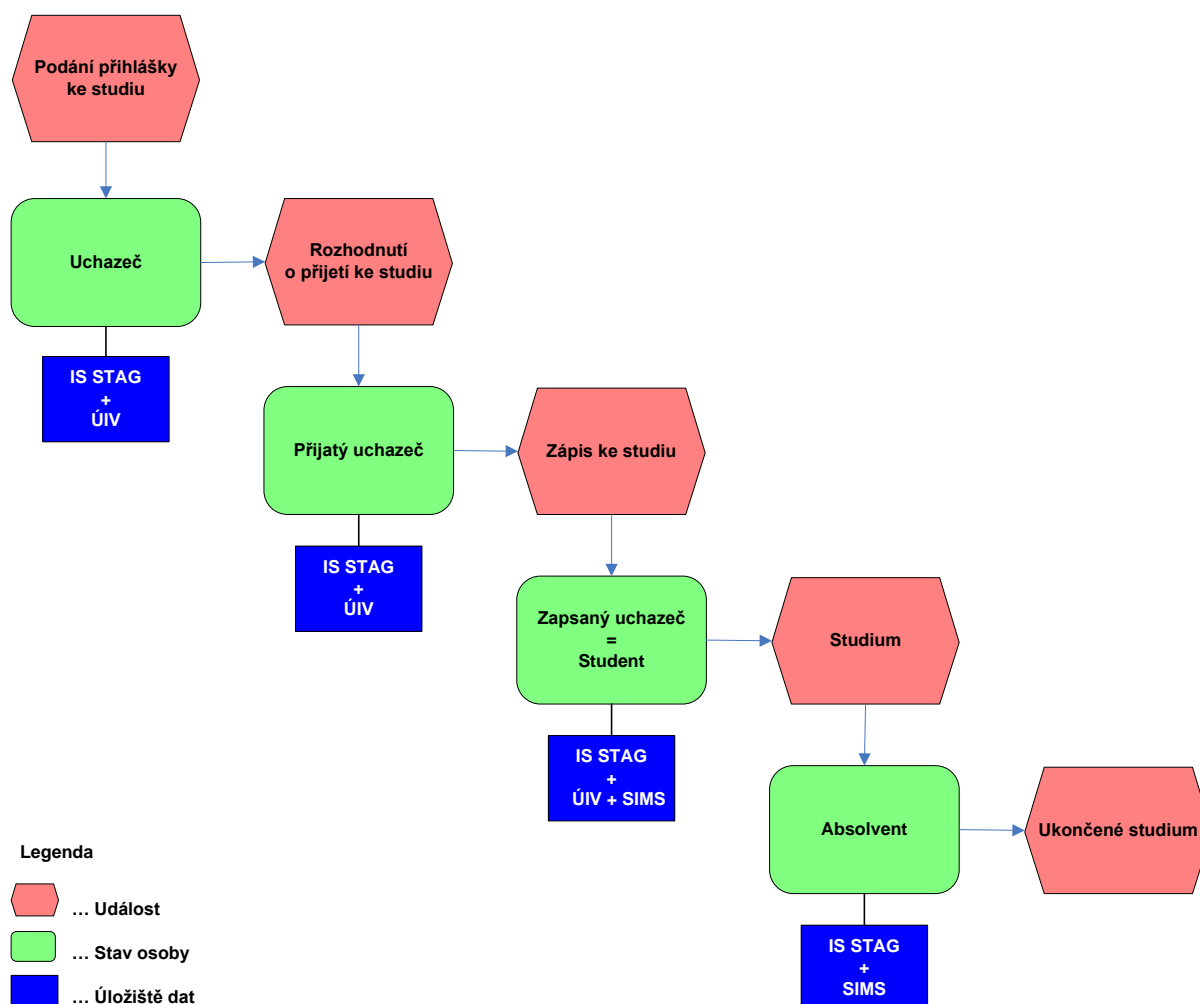 Podání přihlášky
ke studiu
Uchazeč
Rozhodnutí
o přijetí ke studiu
IS STAG
+
ÚIV
Přijatý uchazeč
Zápis ke studiu
IS STAG
+
ÚIV
Zapsaný uchazeč
=
Student
Studium
IS STAG
+
ÚIV + SIMS
Absolvent
Ukončené studium
IS STAG
+
SIMS
Legenda
... Událost
... Stav osoby
... Úložiště dat